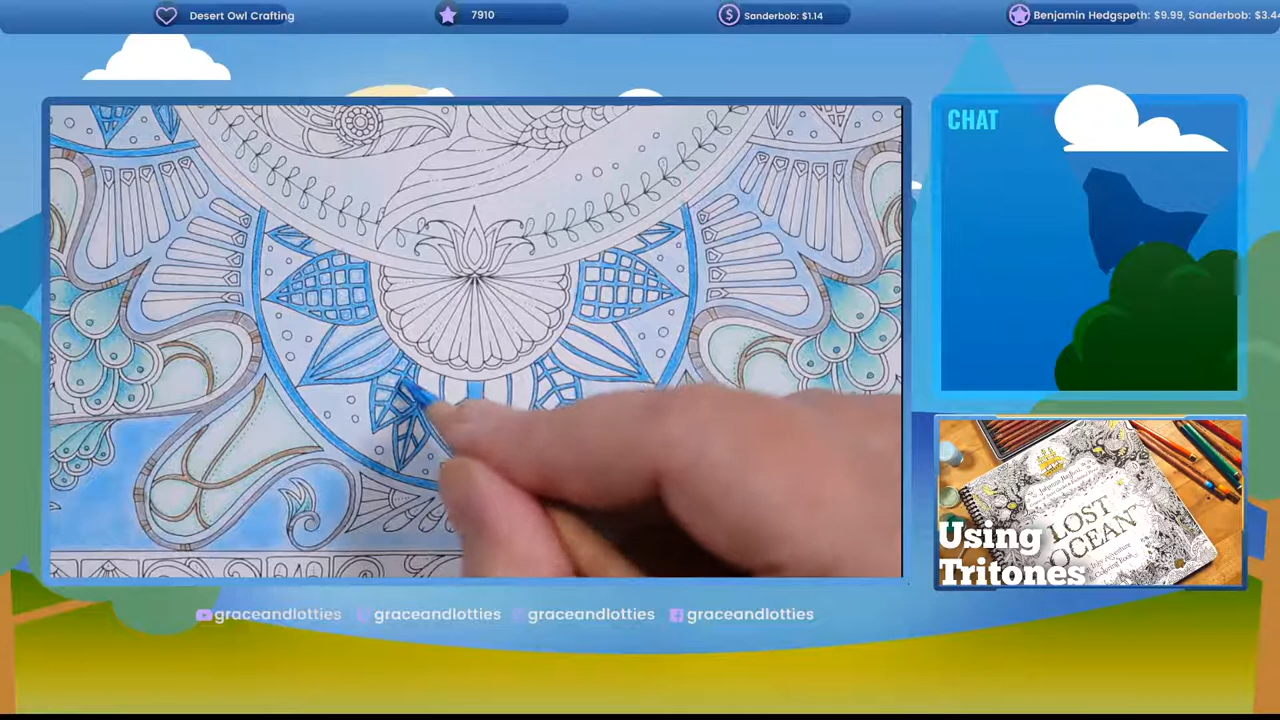 Desert Owl Crafting
7910
Sanderbob: $1.14
Benjamin Hedgspeth: $9.99, Sanderbob: $3.4
CHAT
LOST
OCEAN
Using
Tritones
graceandlotties
graceandlotties
graceandlotties
graceandlotties